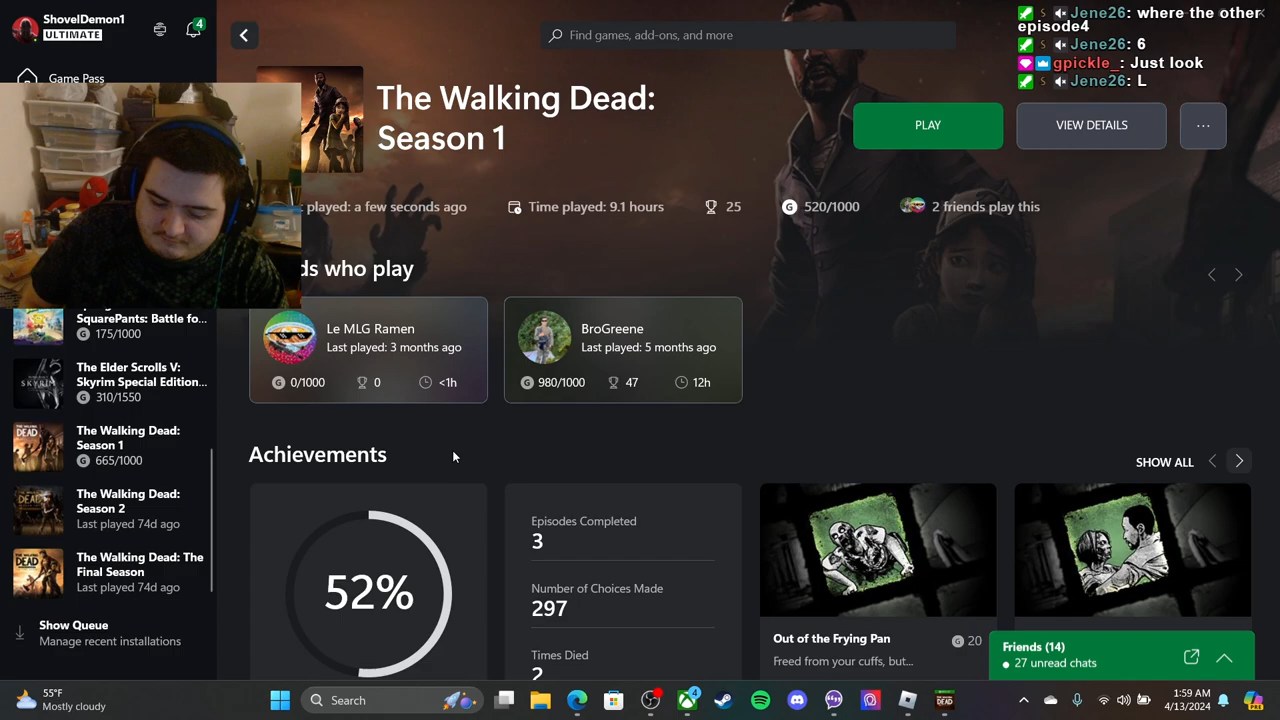 ShovelDemon1
ULTIMATE
4
Find games, add-ons, and more
Jene26: where the other
episode4
Jene26: 6
gpickle_: Just look
Jene26: L
Game Pass
The Walking Dead:
Season 1
PLAY
VIEW DETAILS
played: a few seconds ago
Time played: 9.1 hours
25
520/1000
2 friends play this
ds who play
Le MLG Ramen
Last played: 3 months ago
0/1000
0
<1h
BroGreene
Last played: 5 months ago
980/1000
47
12h
SquarePants: Battle fo...
175/1000
The Elder Scrolls V:
Skyrim Special Edition...
310/1550
The Walking Dead:
Season 1
665/1000
The Walking Dead:
Season 2
Last played 74d ago
The Walking Dead: The
Final Season
Last played 74d ago
Show Queue
Manage recent installations
Achievements
SHOW ALL
52%
Episodes Completed
3
Number of Choices Made
297
Times Died
2
Out of the Frying Pan
20
Freed from your cuffs, but...
Friends (14)
27 unread chats
55°F
Mostly cloudy
Search
4
1:59 AM
4/13/2024